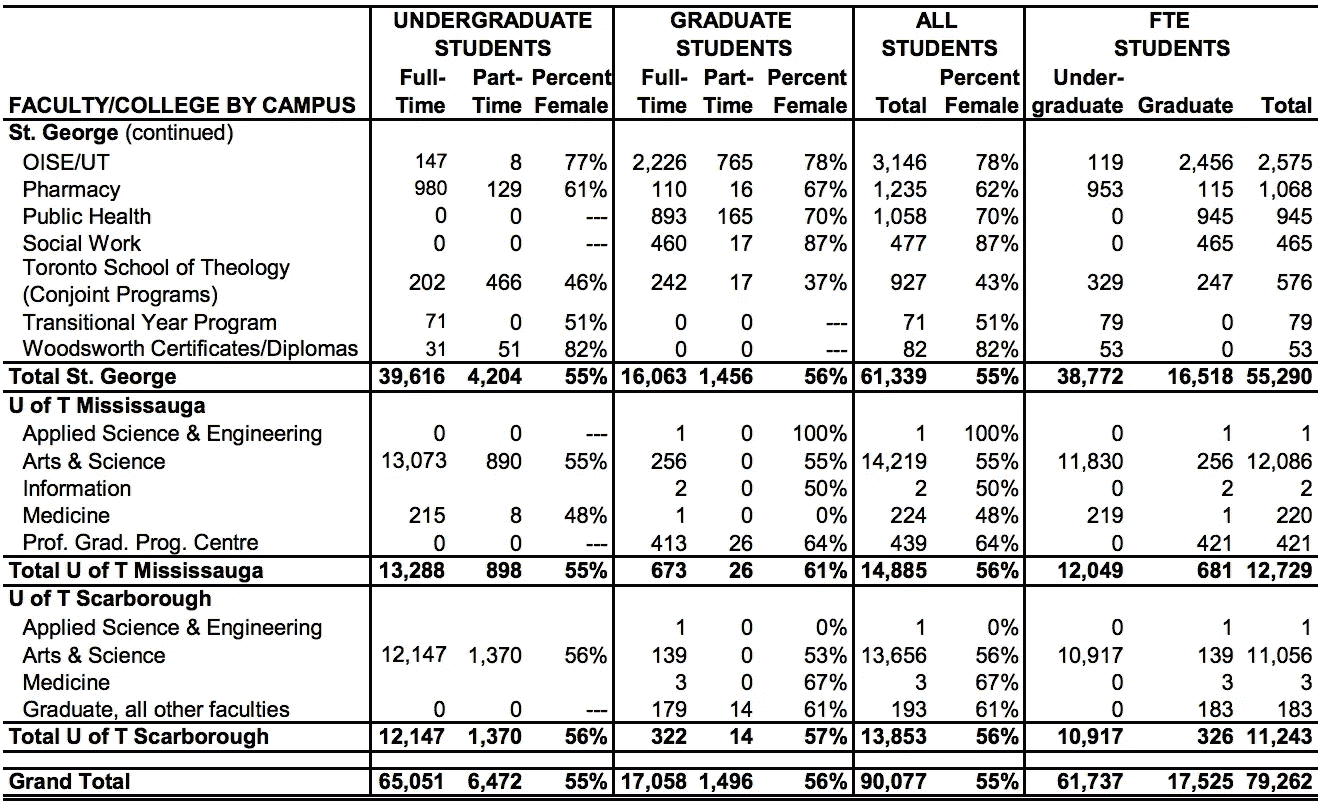 UNDERGRADUATE GRADUATE ALL FTE
STUDENTS STUDENTS STUDENTS STUDENTS
Full- Part- Percent Full- Part- Percent Percent Under-
FACULTY/COLLEGE BY CAMPUS Time Time Female Time Time Female Total Female graduate Graduate Total
St. George (continued)
OISE/UT 147 8 77% 2,226 765 78% 3,146 78% 119 2,456 2,575
Pharmacy 980 129 61% 110 16 67% 1,235 62% 953 115 1,068
Public Health 0 0 --- 893 165 70% 1,058 70% 0 945 945
Social Work 0 0 --- 460 17 87% 477 87% 0 465 465
Toronto School of Theology
(Conjoint Programs) 202 466 46% 242 17 37% 927 43% 329 247 576
Transitional Year Program 71 0 51% 0 0 --- 71 51% 79 0 79
Woodsworth Certificates/Diplomas 31 51 82% 0 0 --- 82 82% 53 0 53
Total St. George 39,616 4,204 55% 16,063 1,456 56% 61,339 55% 38,772 16,518 55,290
U of T Mississauga
Applied Science & Engineering 0 0 --- 1 0 100% 1 100% 0 1 1
Arts & Science 13,073 890 55% 256 0 55% 14,219 55% 11,830 256 12,086
Information 2 0 50% 2 50% 0 2 2
Medicine 215 8 48% 1 0 0% 224 48% 219 1 220
Prof. Grad. Prog. Centre 0 0 --- 413 26 64% 439 64% 0 421 421
Total U of T Mississauga 13,288 898 55% 673 26 61% 14,885 56% 12,049 681 12,729
U of T Scarborough
Applied Science & Engineering 1 0 0% 1 0% 0 1 1
Arts & Science 12,147 1,370 56% 139 0 53% 13,656 56% 10,917 139 11,056
Medicine 3 0 67% 3 67% 0 3 3
Graduate, all other faculties 0 0 --- 179 14 61% 193 61% 0 183 183
Total U of T Scarborough 12,147 1,370 56% 322 14 57% 13,853 56% 10,917 326 11,243
Grand Total 65,051 6,472 55% 17,058 1,496 56% 90,077 55% 61,737 17,525 79,262